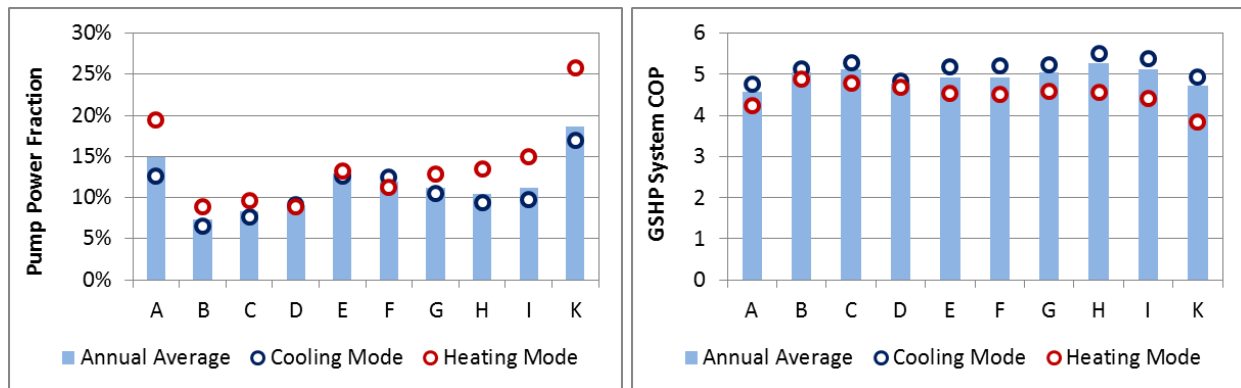 Pump Power Fraction
30%
25%
20%
15%
10%
5%
0%
A B C D E F G H I K
Annual Average Cooling Mode Heating Mode
GSHP System COP
6
5
4
3
2
1
0
A B C D E F G H I K
Annual Average Cooling Mode Heating Mode